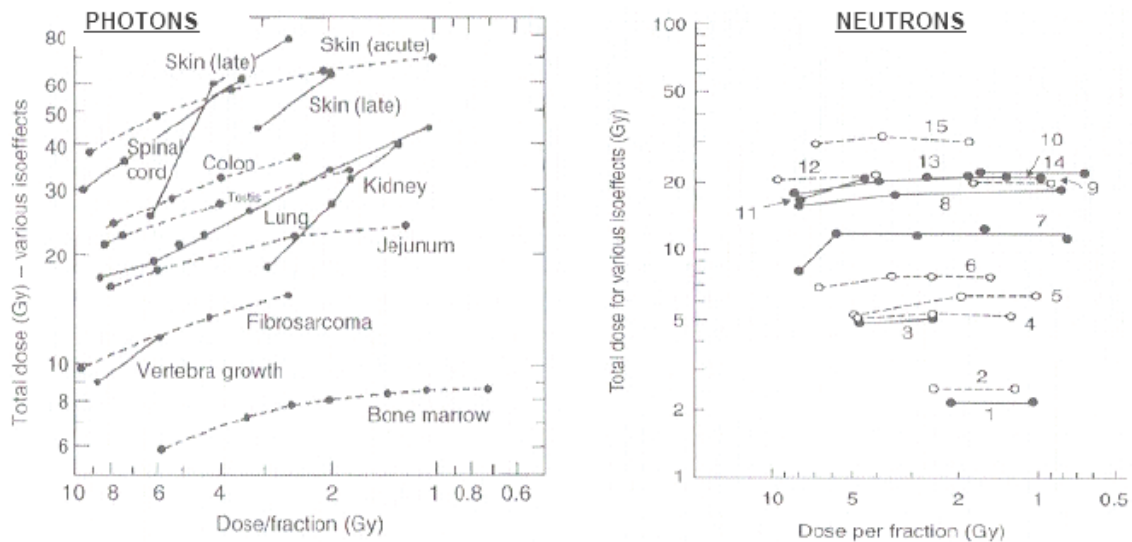 PHOTONS
Total dose (Gy) – various isoeffects
80
60
50
40
30
20
10
8
6
Skin (late)
Skin (acute)
Skin (late)
Spinal
cord
Colon
Testis
Kidney
Lung
Jejunum
Fibrosarcoma
Vertebra growth
Bone marrow
10 8 6 4 2 1 0.8 0.6
Dose/fraction (Gy)
NEUTRONS
Total dose for various isoeffects (Gy)
100
50
20
10
5
2
1
15
10
12
13
14
9
11
8
7
6
5
4
3
2
1
10 5 2 1 0.5
Dose per fraction (Gy)